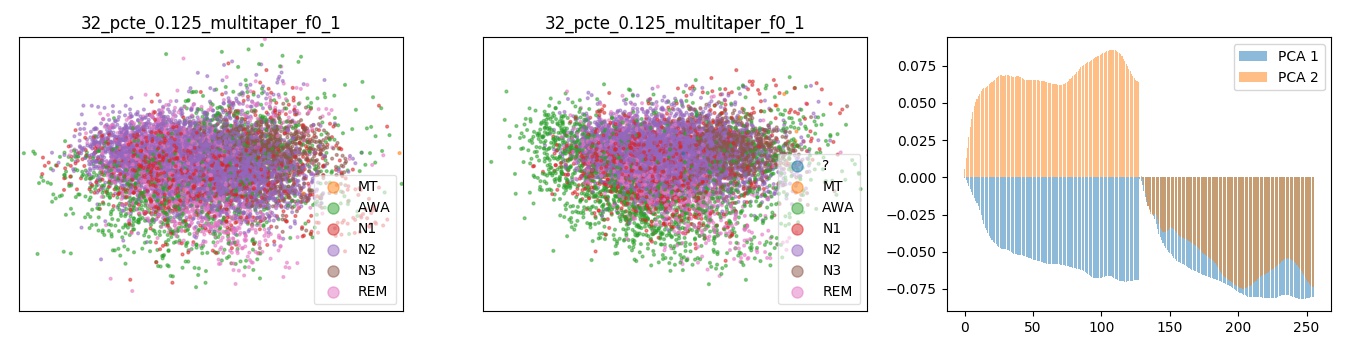 32_pcte_0.125_multitaper_f0_1
MT
AWA
N1
N2
N3
REM
32_pcte_0.125_multitaper_f0_1
?
MT
AWA
N1
N2
N3
REM
PCA 1
PCA 2
0.075
0.050
0.025
0.000
−0.025
−0.050
−0.075
0 50 100 150 200 250